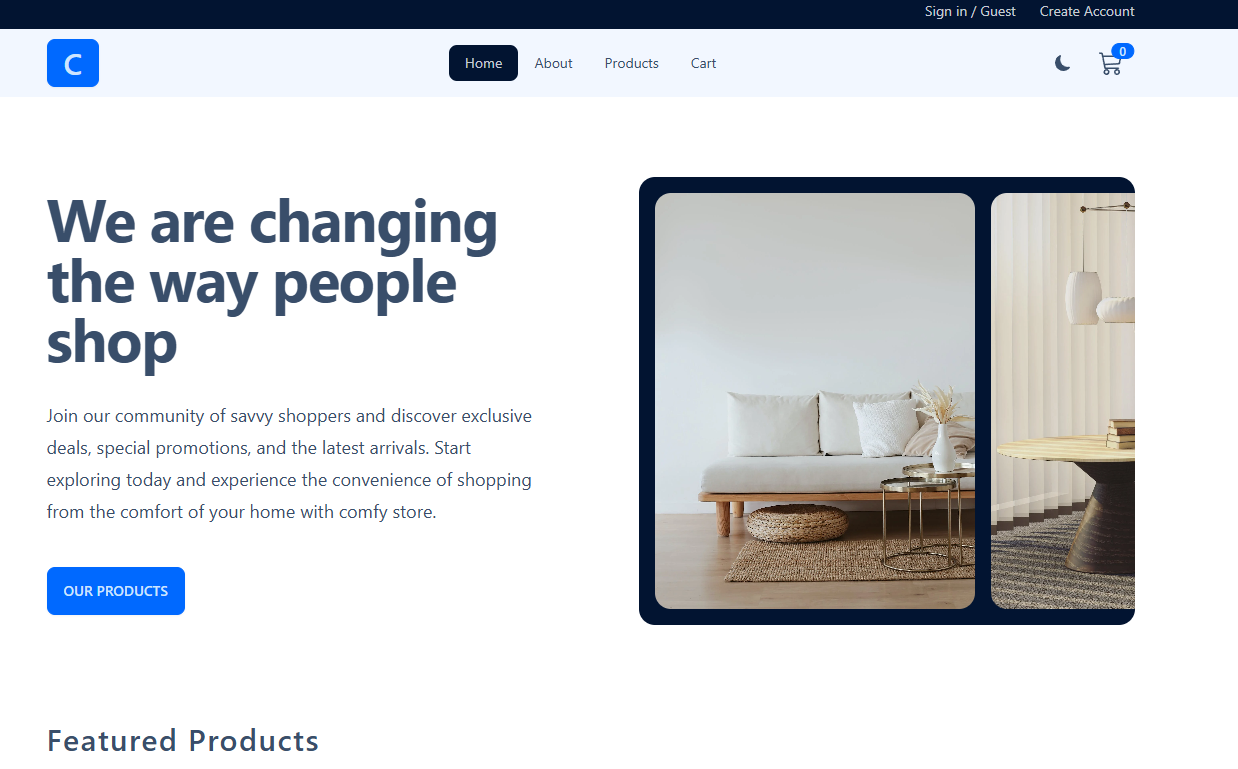 Sign in / Guest Create Account
C
Home About Products Cart
0
We are changing
the way people
shop
Join our community of savvy shoppers and discover exclusive
deals, special promotions, and the latest arrivals. Start
exploring today and experience the convenience of shopping
from the comfort of your home with comfy store.
OUR PRODUCTS
Featured Products